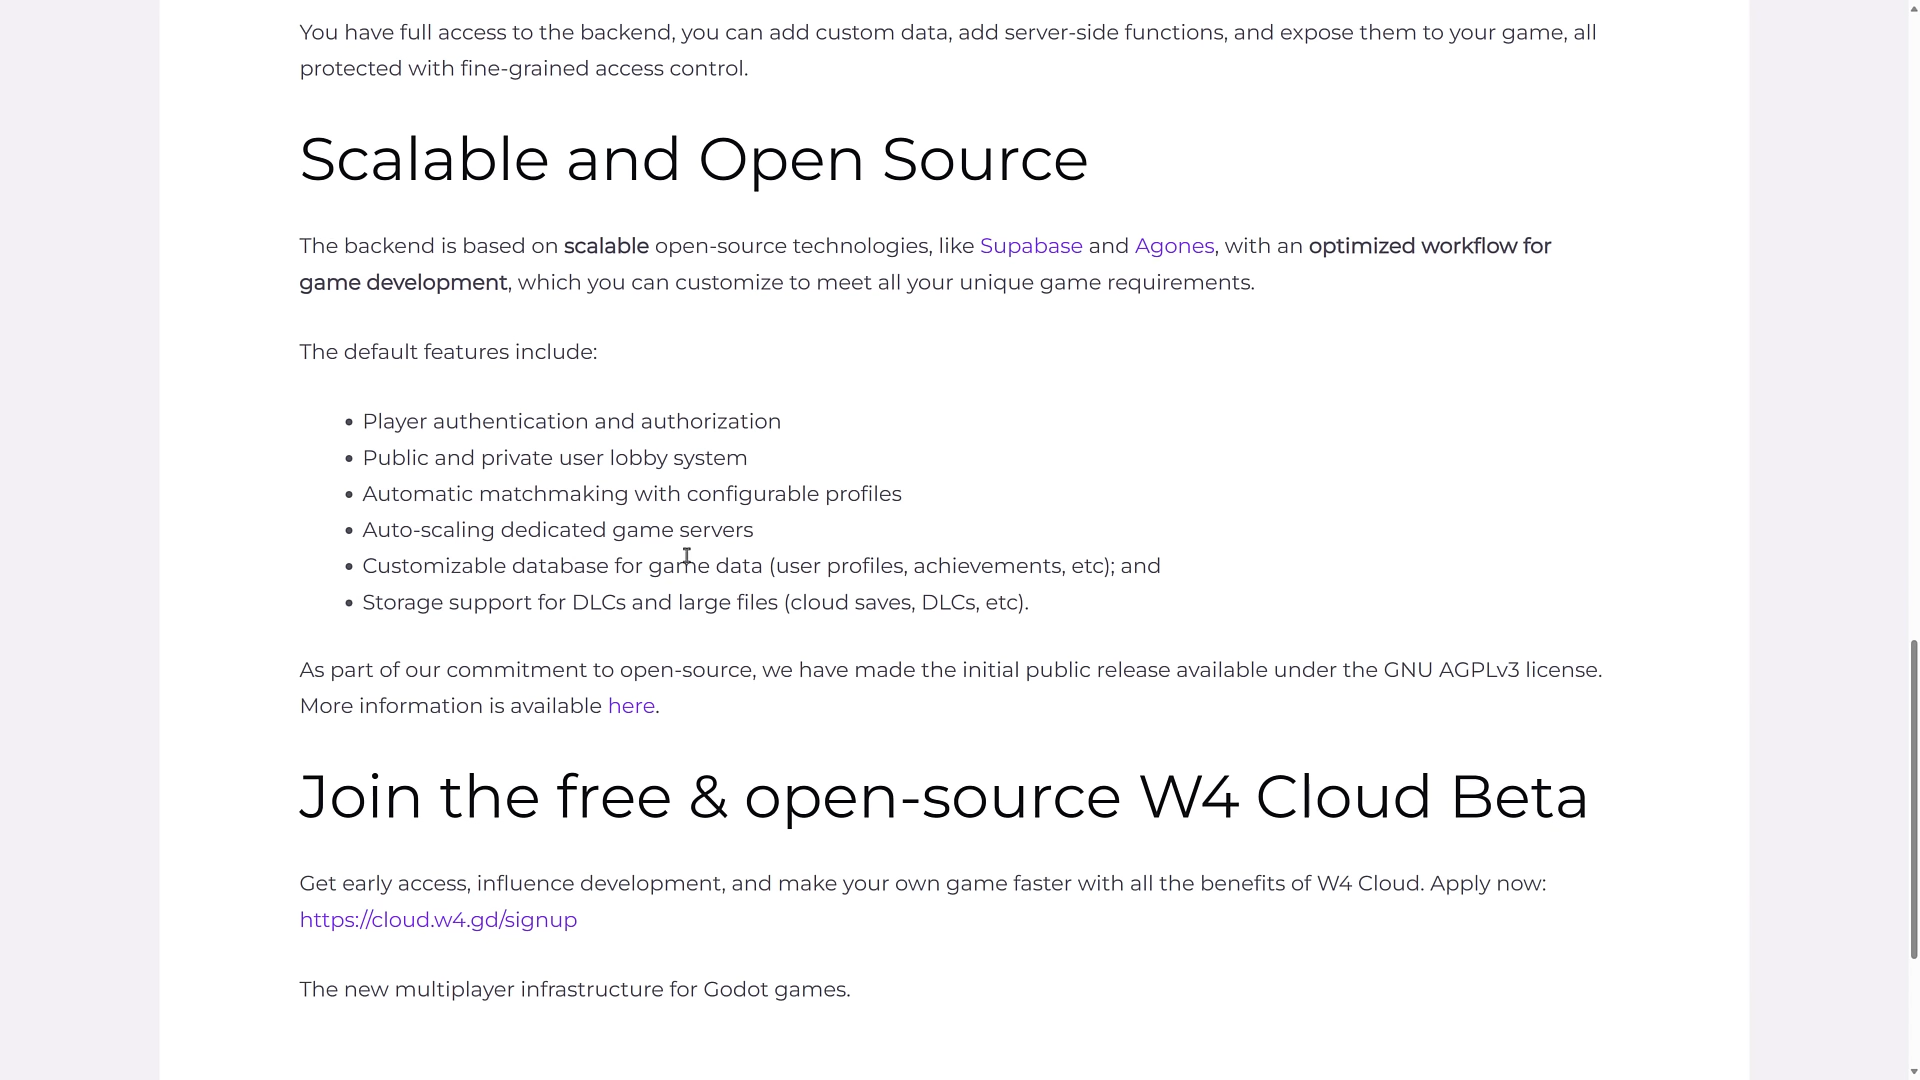 You have full access to the backend, you can add custom data, add server-side functions, and expose them to your game, all
protected with fine-grained access control.
Scalable and Open Source
The backend is based on scalable open-source technologies, like Supabase and Agones, with an optimized workflow for
game development, which you can customize to meet all your unique game requirements.
The default features include:
• Player authentication and authorization
• Public and private user lobby system
• Automatic matchmaking with configurable profiles
• Auto-scaling dedicated game servers
• Customizable database for game data (user profiles, achievements, etc); and
• Storage support for DLCs and large files (cloud saves, DLCs, etc).
As part of our commitment to open-source, we have made the initial public release available under the GNU AGPLv3 license.
More information is available here.
Join the free & open-source W4 Cloud Beta
Get early access, influence development, and make your own game faster with all the benefits of W4 Cloud. Apply now:
https://cloud.w4.gd/signup
The new multiplayer infrastructure for Godot games.